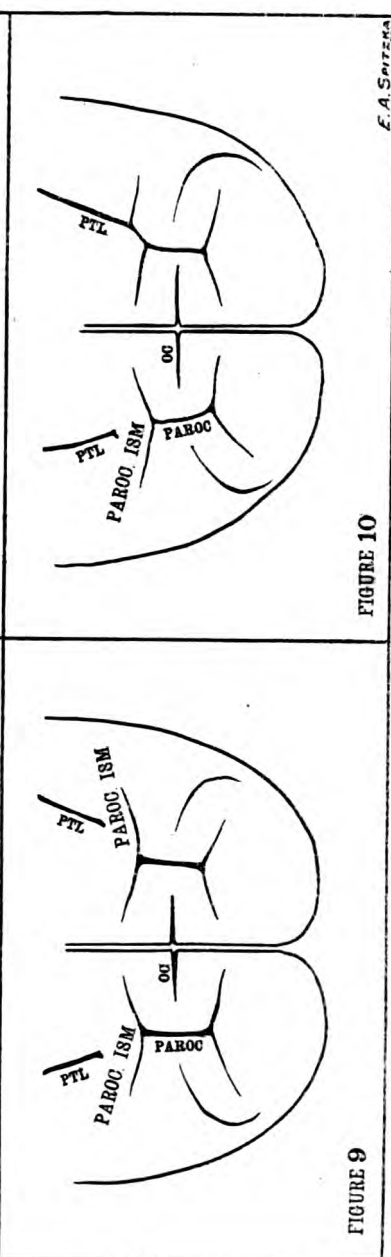 PTL
PAROC. ISM
PAROC
OC
PTL
PAROC. ISM
FIGURE 9
PTL
PAROC. ISM
PAROC
OC
PTL
FIGURE 10
E.A. SPITZKA